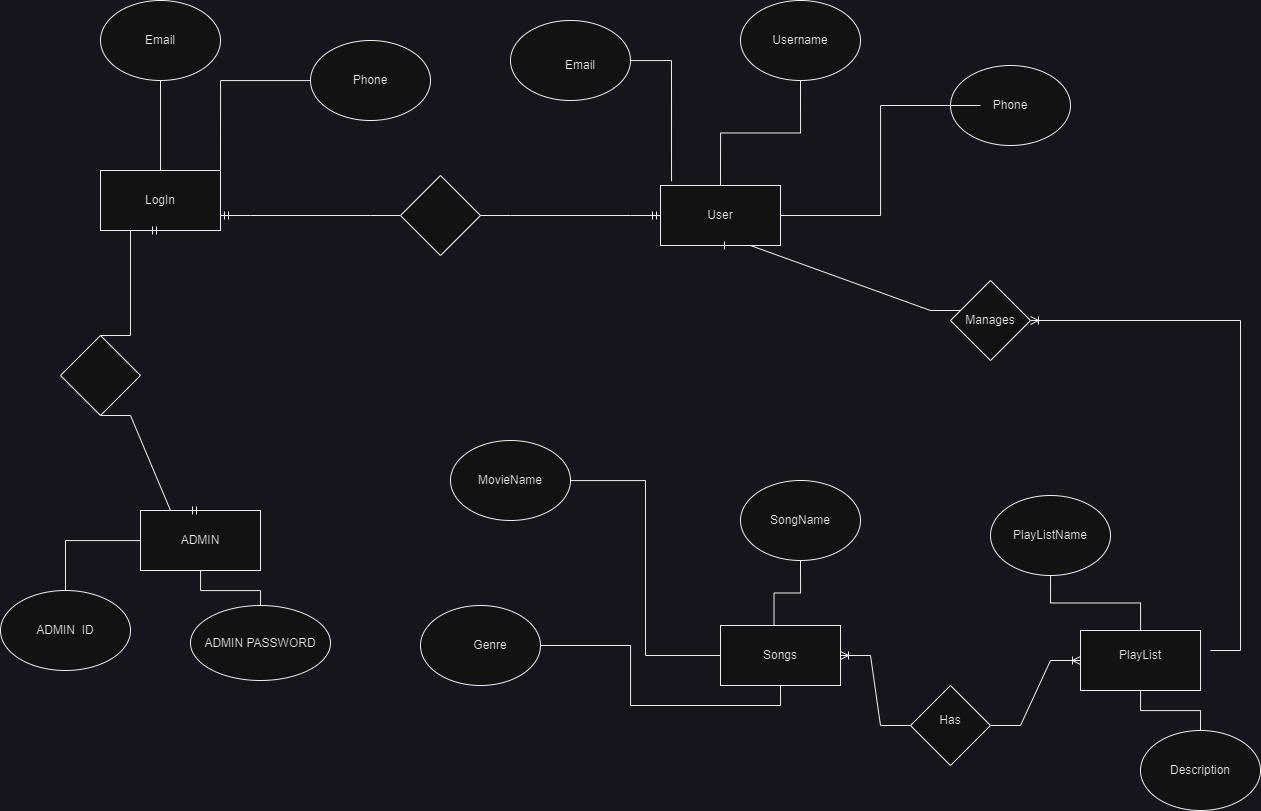 Email
Phone
Email
Username
Phone
LogIn
User
Manages
MovieName
SongName
PlayListName
ADMIN
ADMIN  ID
ADMIN PASSWORD
Genre
Songs
PlayList
Has
Description